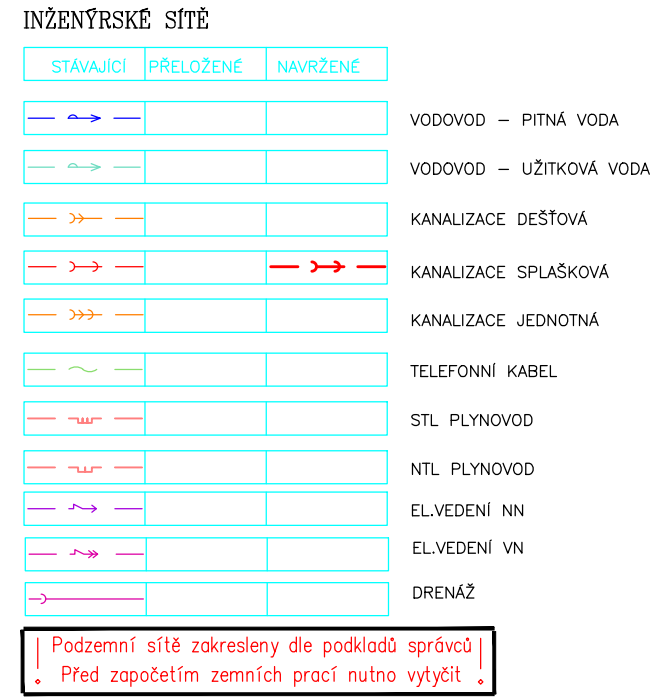 INŽENÝRSKÉ SÍTĚ
STÁVAJÍCÍ PŘELOŽENÉ NAVRŽENÉ
VODOVOD – PITNÁ VODA
VODOVOD – UŽITKOVÁ VODA
KANALIZACE DEŠŤOVÁ
KANALIZACE SPLAŠKOVÁ
KANALIZACE JEDNOTNÁ
TELEFONNÍ KABEL
STL PLYNOVOD
NTL PLYNOVOD
EL.VEDENÍ NN
EL.VEDENÍ VN
DRENÁŽ
! Podzemní sítě zakresleny dle podkladů správců !
Před započetím zemních prací nutno vytyčit